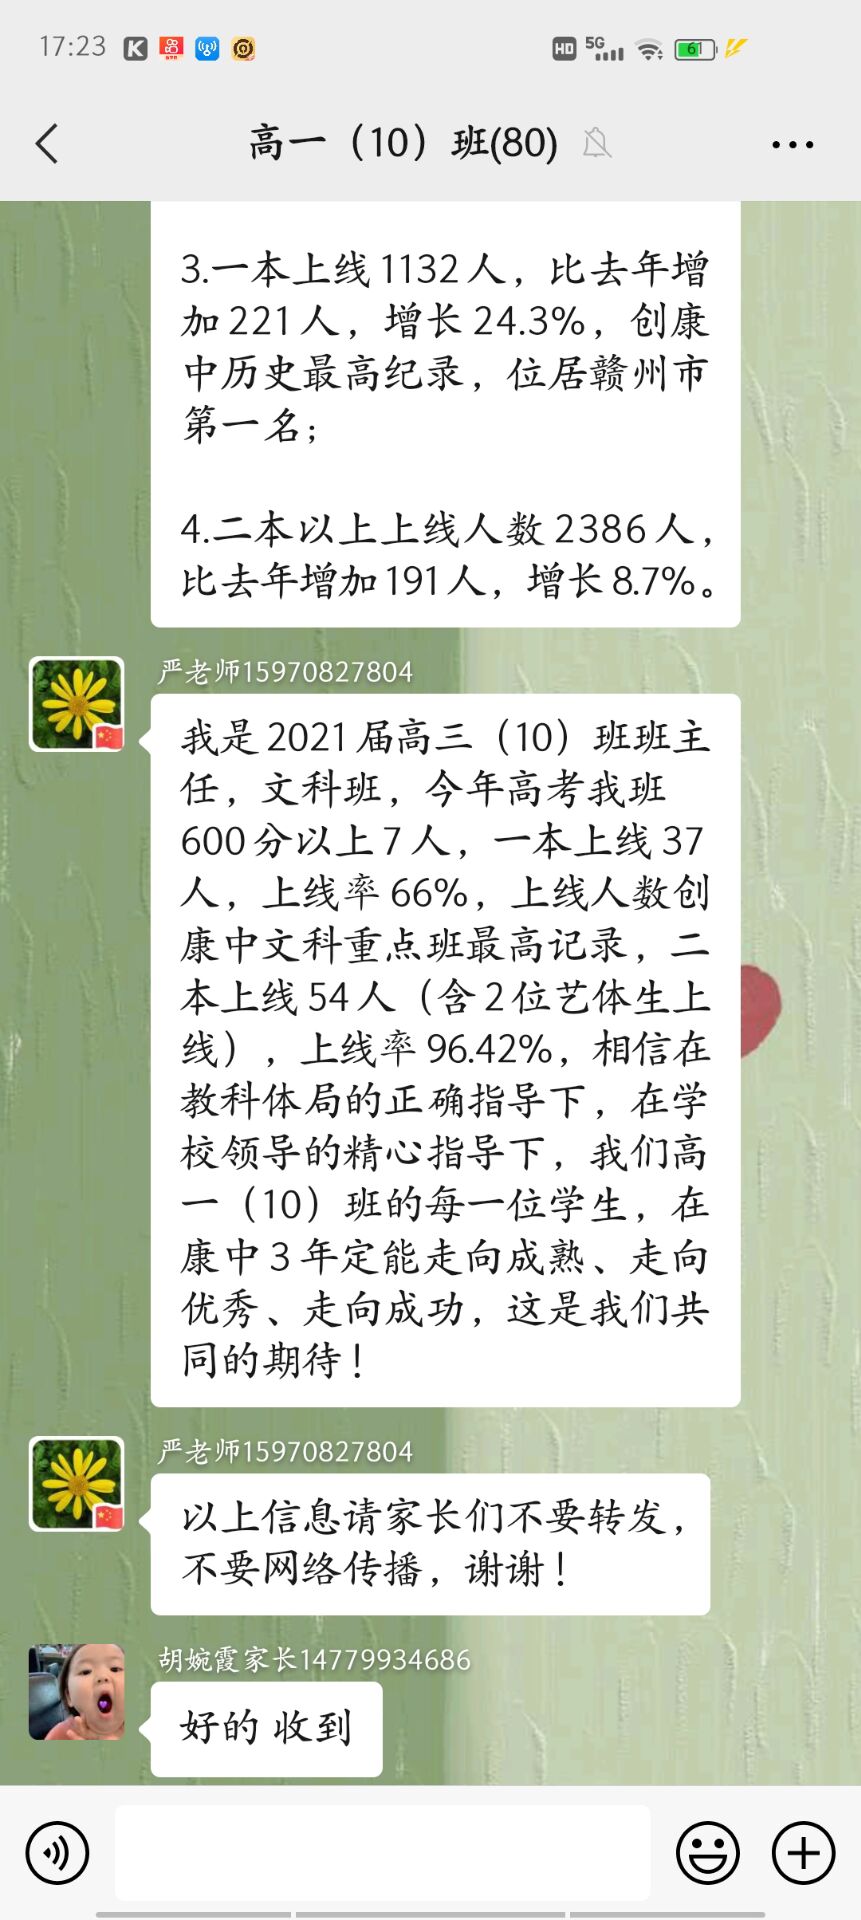 17:23
HD 5G 61
高一（10）班(80)
3.一本上线1132人，比去年增
加221人，增长24.3%，创康
中历史最高纪录，位居赣州市
第一名；
4.二本以上上线人数2386人，
比去年增加191人，增长8.7%。
严老师15970827804
我是2021届高三（10）班班主
任，文科班，今年高考我班
600分以上7人，一本上线37
人，上线率66%，上线人数创
康中文科重点班最高记录，二
本上线54人（含2位艺体生上
线），上线率96.42%，相信在
教科体局的正确指导下，在学
校领导的精心指导下，我们高
一（10）班的每一位学生，在
康中3年定能走向成熟、走向
优秀、走向成功，这是我们共
同的期待！
严老师15970827804
以上信息请家长们不要转发，
不要网络传播，谢谢！
胡婉霞家长14779934686
好的 收到